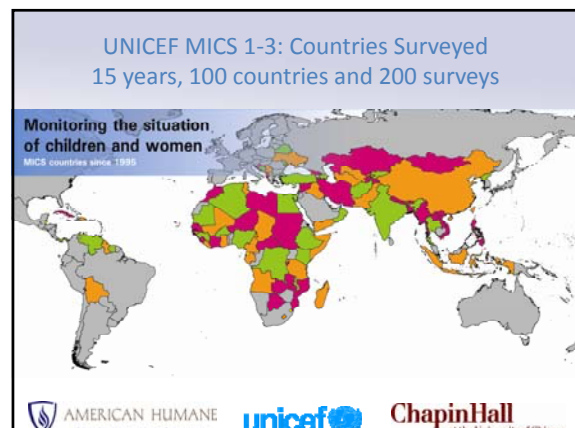 UNICEF MICS 1-3: Countries Surveyed
15 years, 100 countries and 200 surveys
Monitoring the situation
of children and women
MICS countries since 1995
AMERICAN HUMANE
unicef
ChapinHall